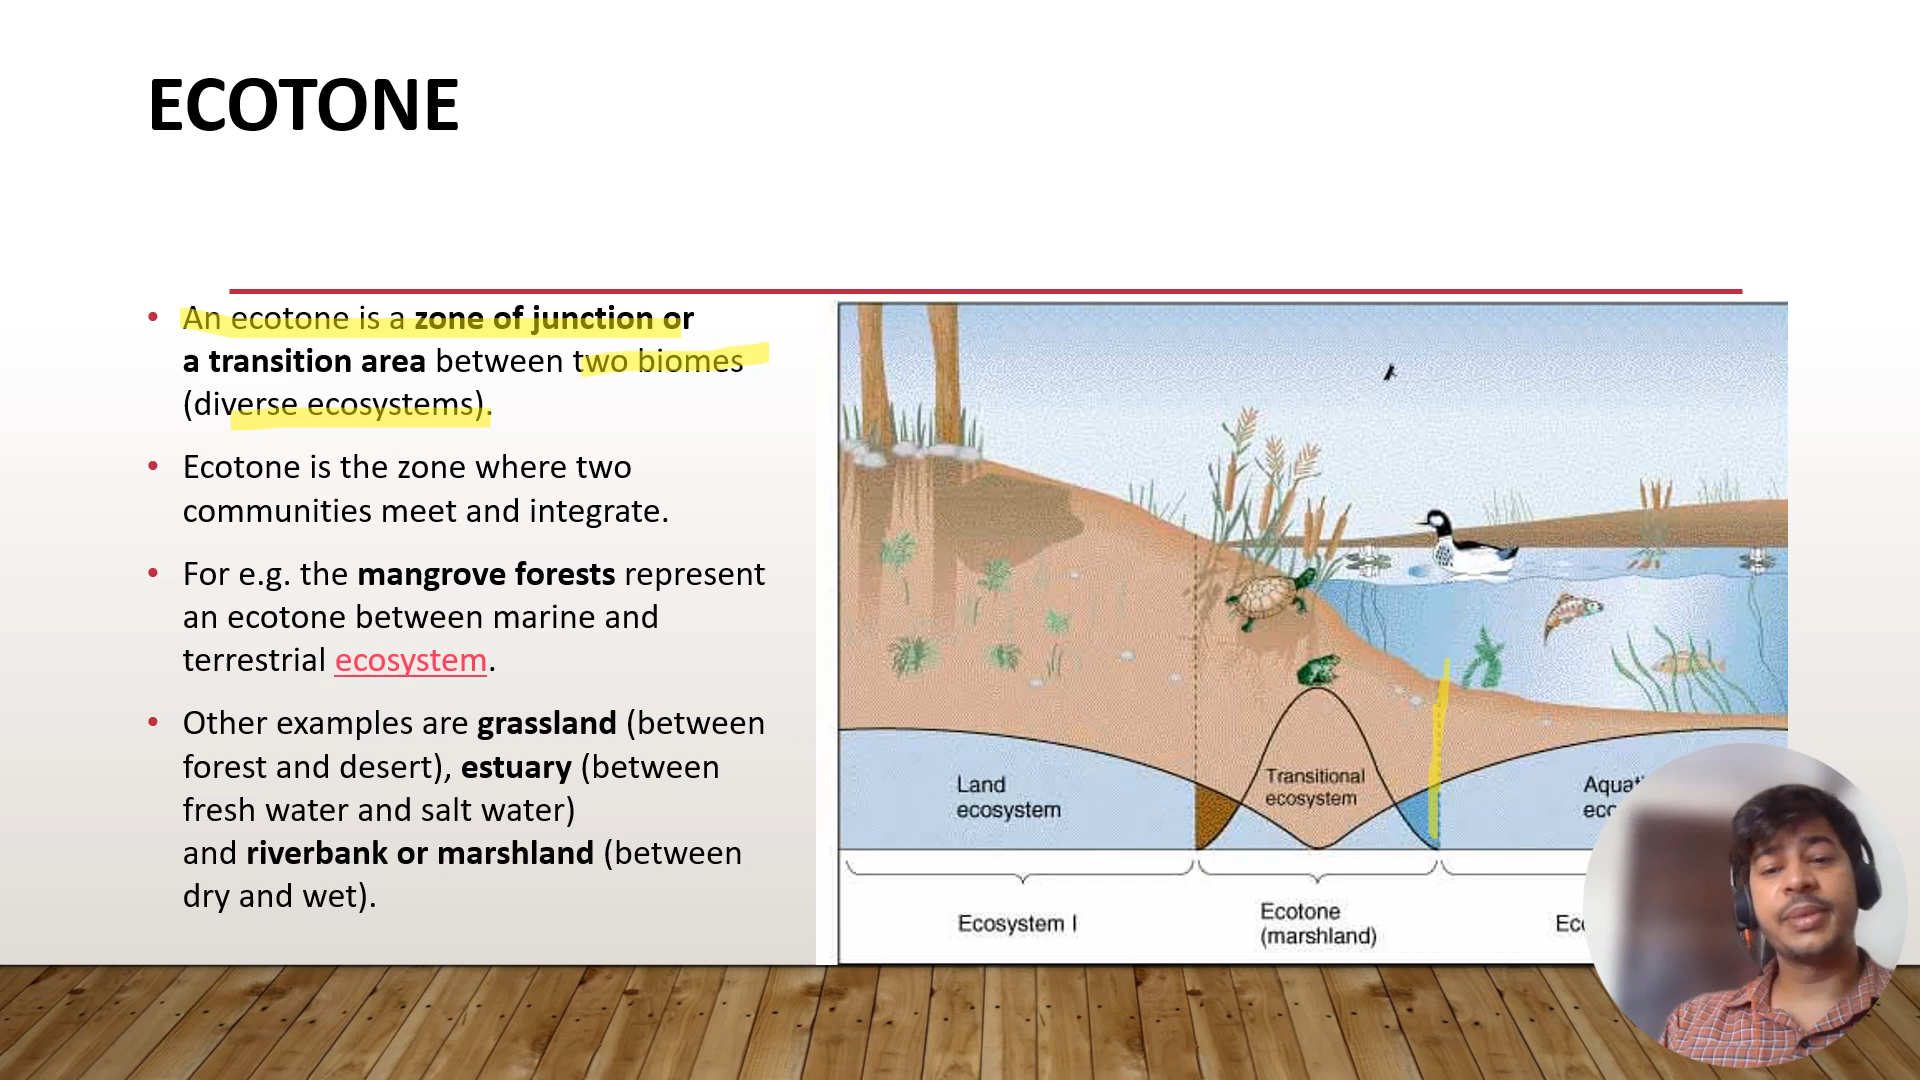 ECOTONE
• An ecotone is a zone of junction or
a transition area between two biomes
(diverse ecosystems).
• Ecotone is the zone where two
communities meet and integrate.
• For e.g. the mangrove forests represent
an ecotone between marine and
terrestrial ecosystem.
• Other examples are grassland (between
forest and desert), estuary (between
fresh water and salt water)
and riverbank or marshland (between
dry and wet).
Land
ecosystem
Transitional
ecosystem
Ecosystem I
Ecotone
(marshland)